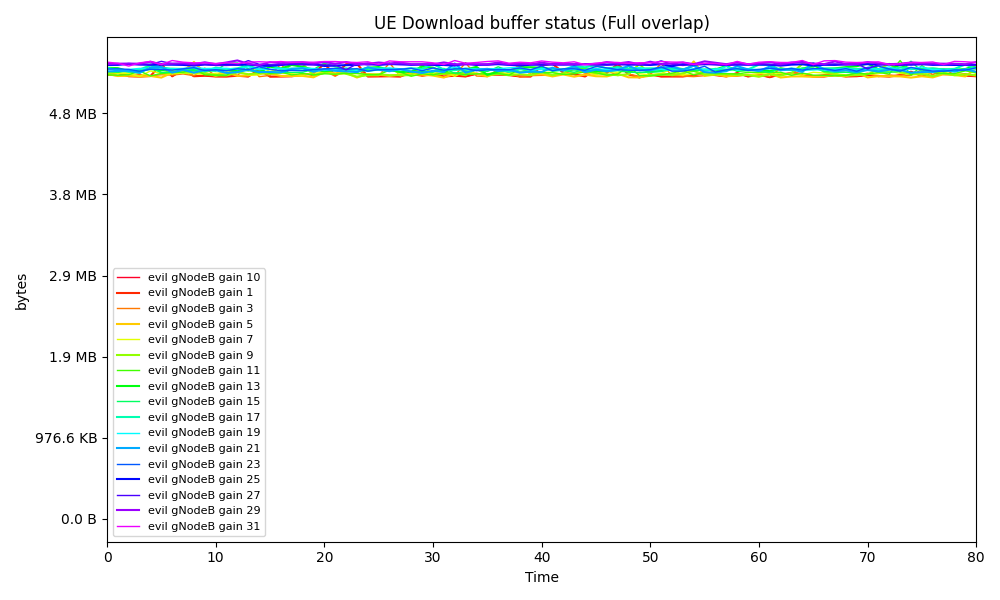 UE Download buffer status (Full overlap)
4.8 MB
3.8 MB
2.9 MB
1.9 MB
976.6 KB
0.0 B
bytes
evil gNodeB gain 10
evil gNodeB gain 1
evil gNodeB gain 3
evil gNodeB gain 5
evil gNodeB gain 7
evil gNodeB gain 9
evil gNodeB gain 11
evil gNodeB gain 13
evil gNodeB gain 15
evil gNodeB gain 17
evil gNodeB gain 19
evil gNodeB gain 21
evil gNodeB gain 23
evil gNodeB gain 25
evil gNodeB gain 27
evil gNodeB gain 29
evil gNodeB gain 31
0 10 20 30 40 50 60 70 80
Time